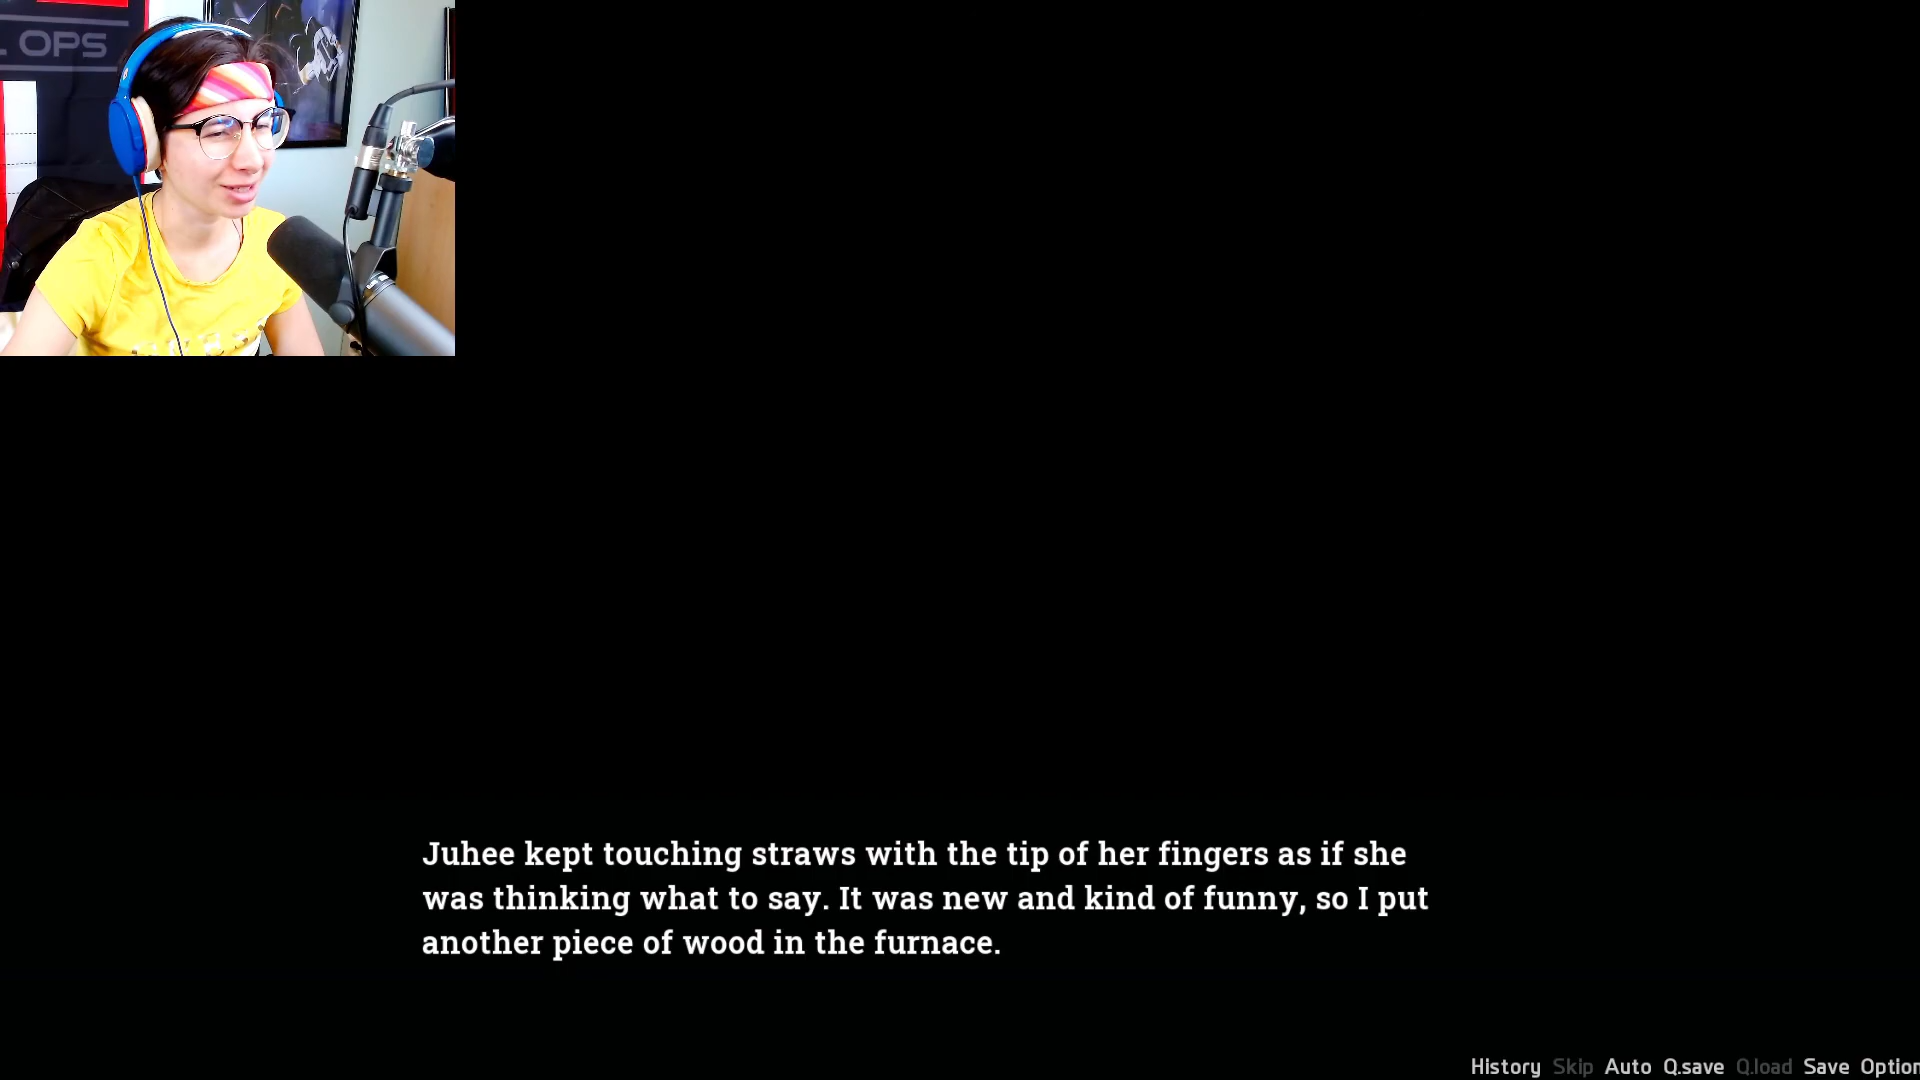 . OPS
Juhee kept touching straws with the tip of her fingers as if she
was thinking what to say. It was new and kind of funny, so I put
another piece of wood in the furnace.
History Skip Auto Q.save Q.load Save Option